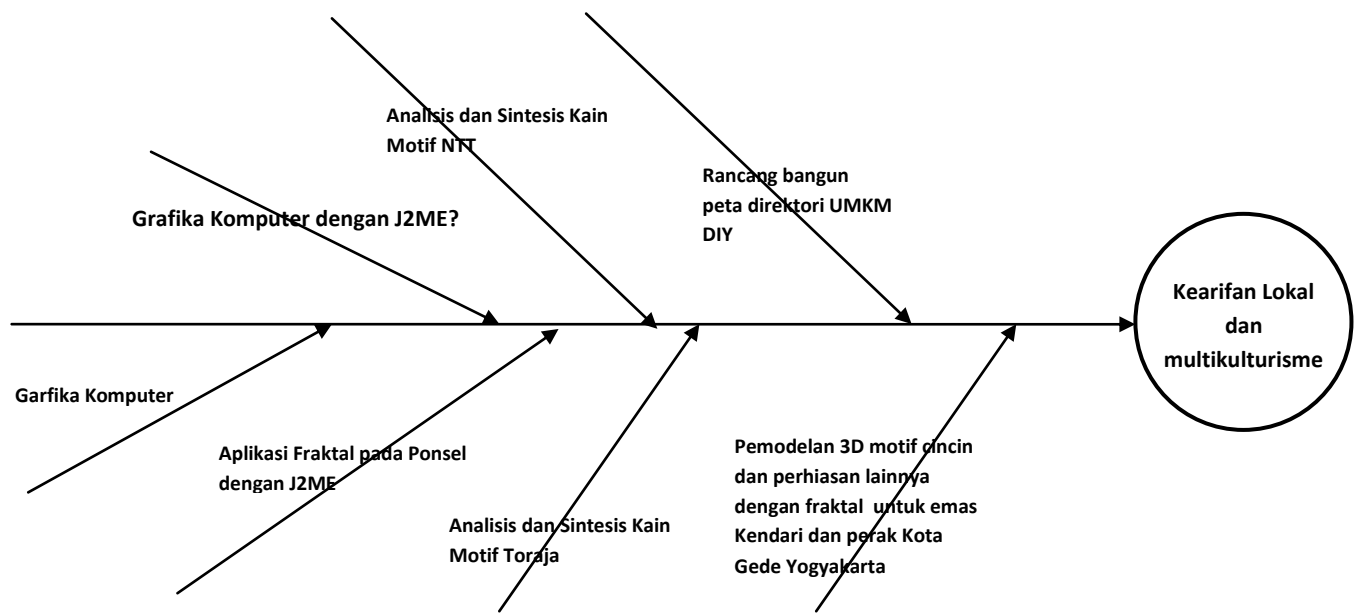 Analisis dan Sintesis Kain
Motif NTT
Rancang bangun
peta direktori UMKM
DIY
Grafika Komputer dengan J2ME?
Kearifan Lokal
dan
multikulturisme
Garfika Komputer
Aplikasi Fraktal pada Ponsel
dengan J2ME
Analisis dan Sintesis Kain
Motif Toraja
Pemodelan 3D motif cincin
dan perhiasan lainnya
dengan fraktal untuk emas
Kendari dan perak Kota
Gede Yogyakarta